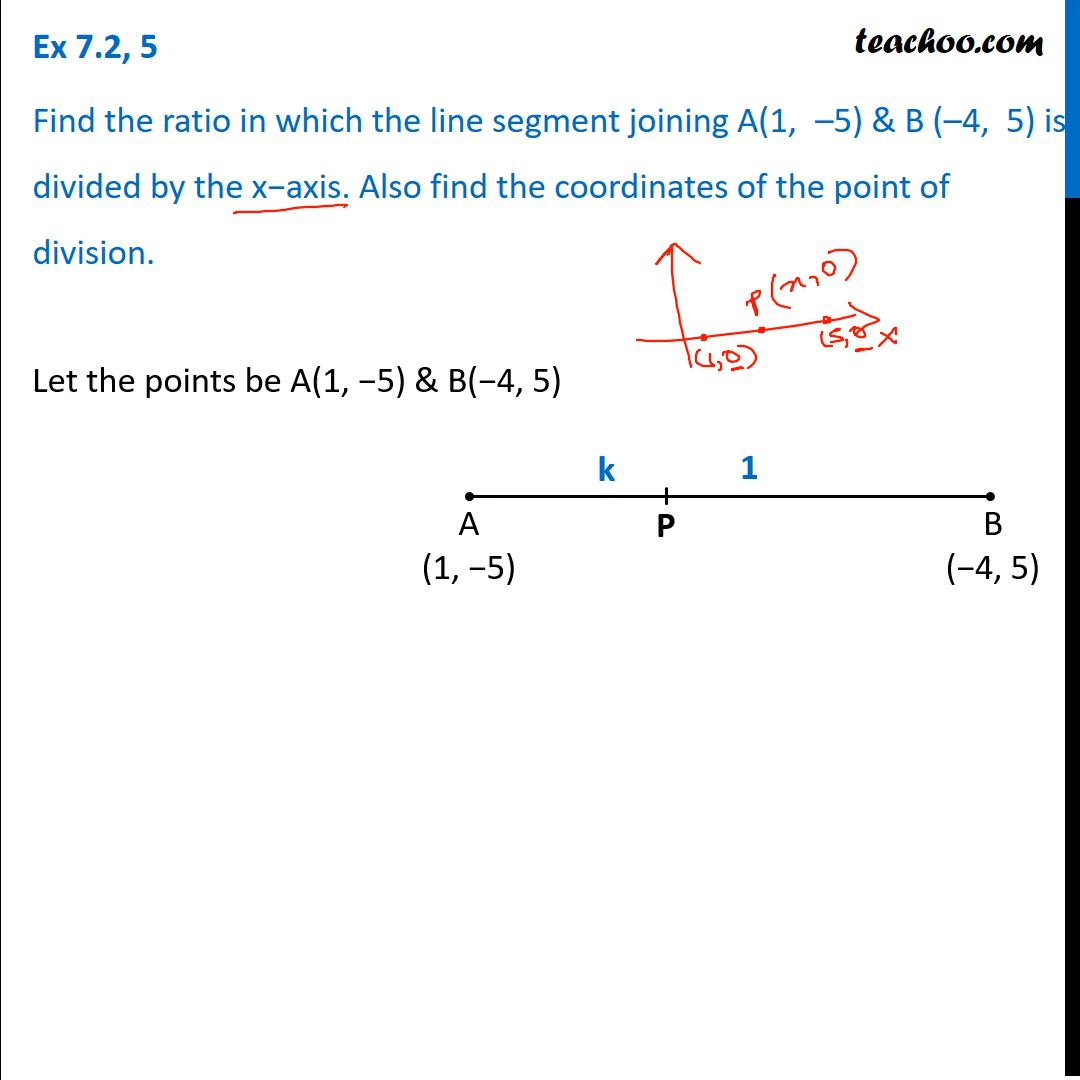 Ex 7.2, 5
teachoo.com
Find the ratio in which the line segment joining A(1, –5) & B (–4, 5) is
divided by the x–axis. Also find the coordinates of the point of
division.
P(x,0)
(1,0)
(5,0
x
Let the points be A(1, −5) & B(−4, 5)
k 1
A P B
(1, −5) (−4, 5)